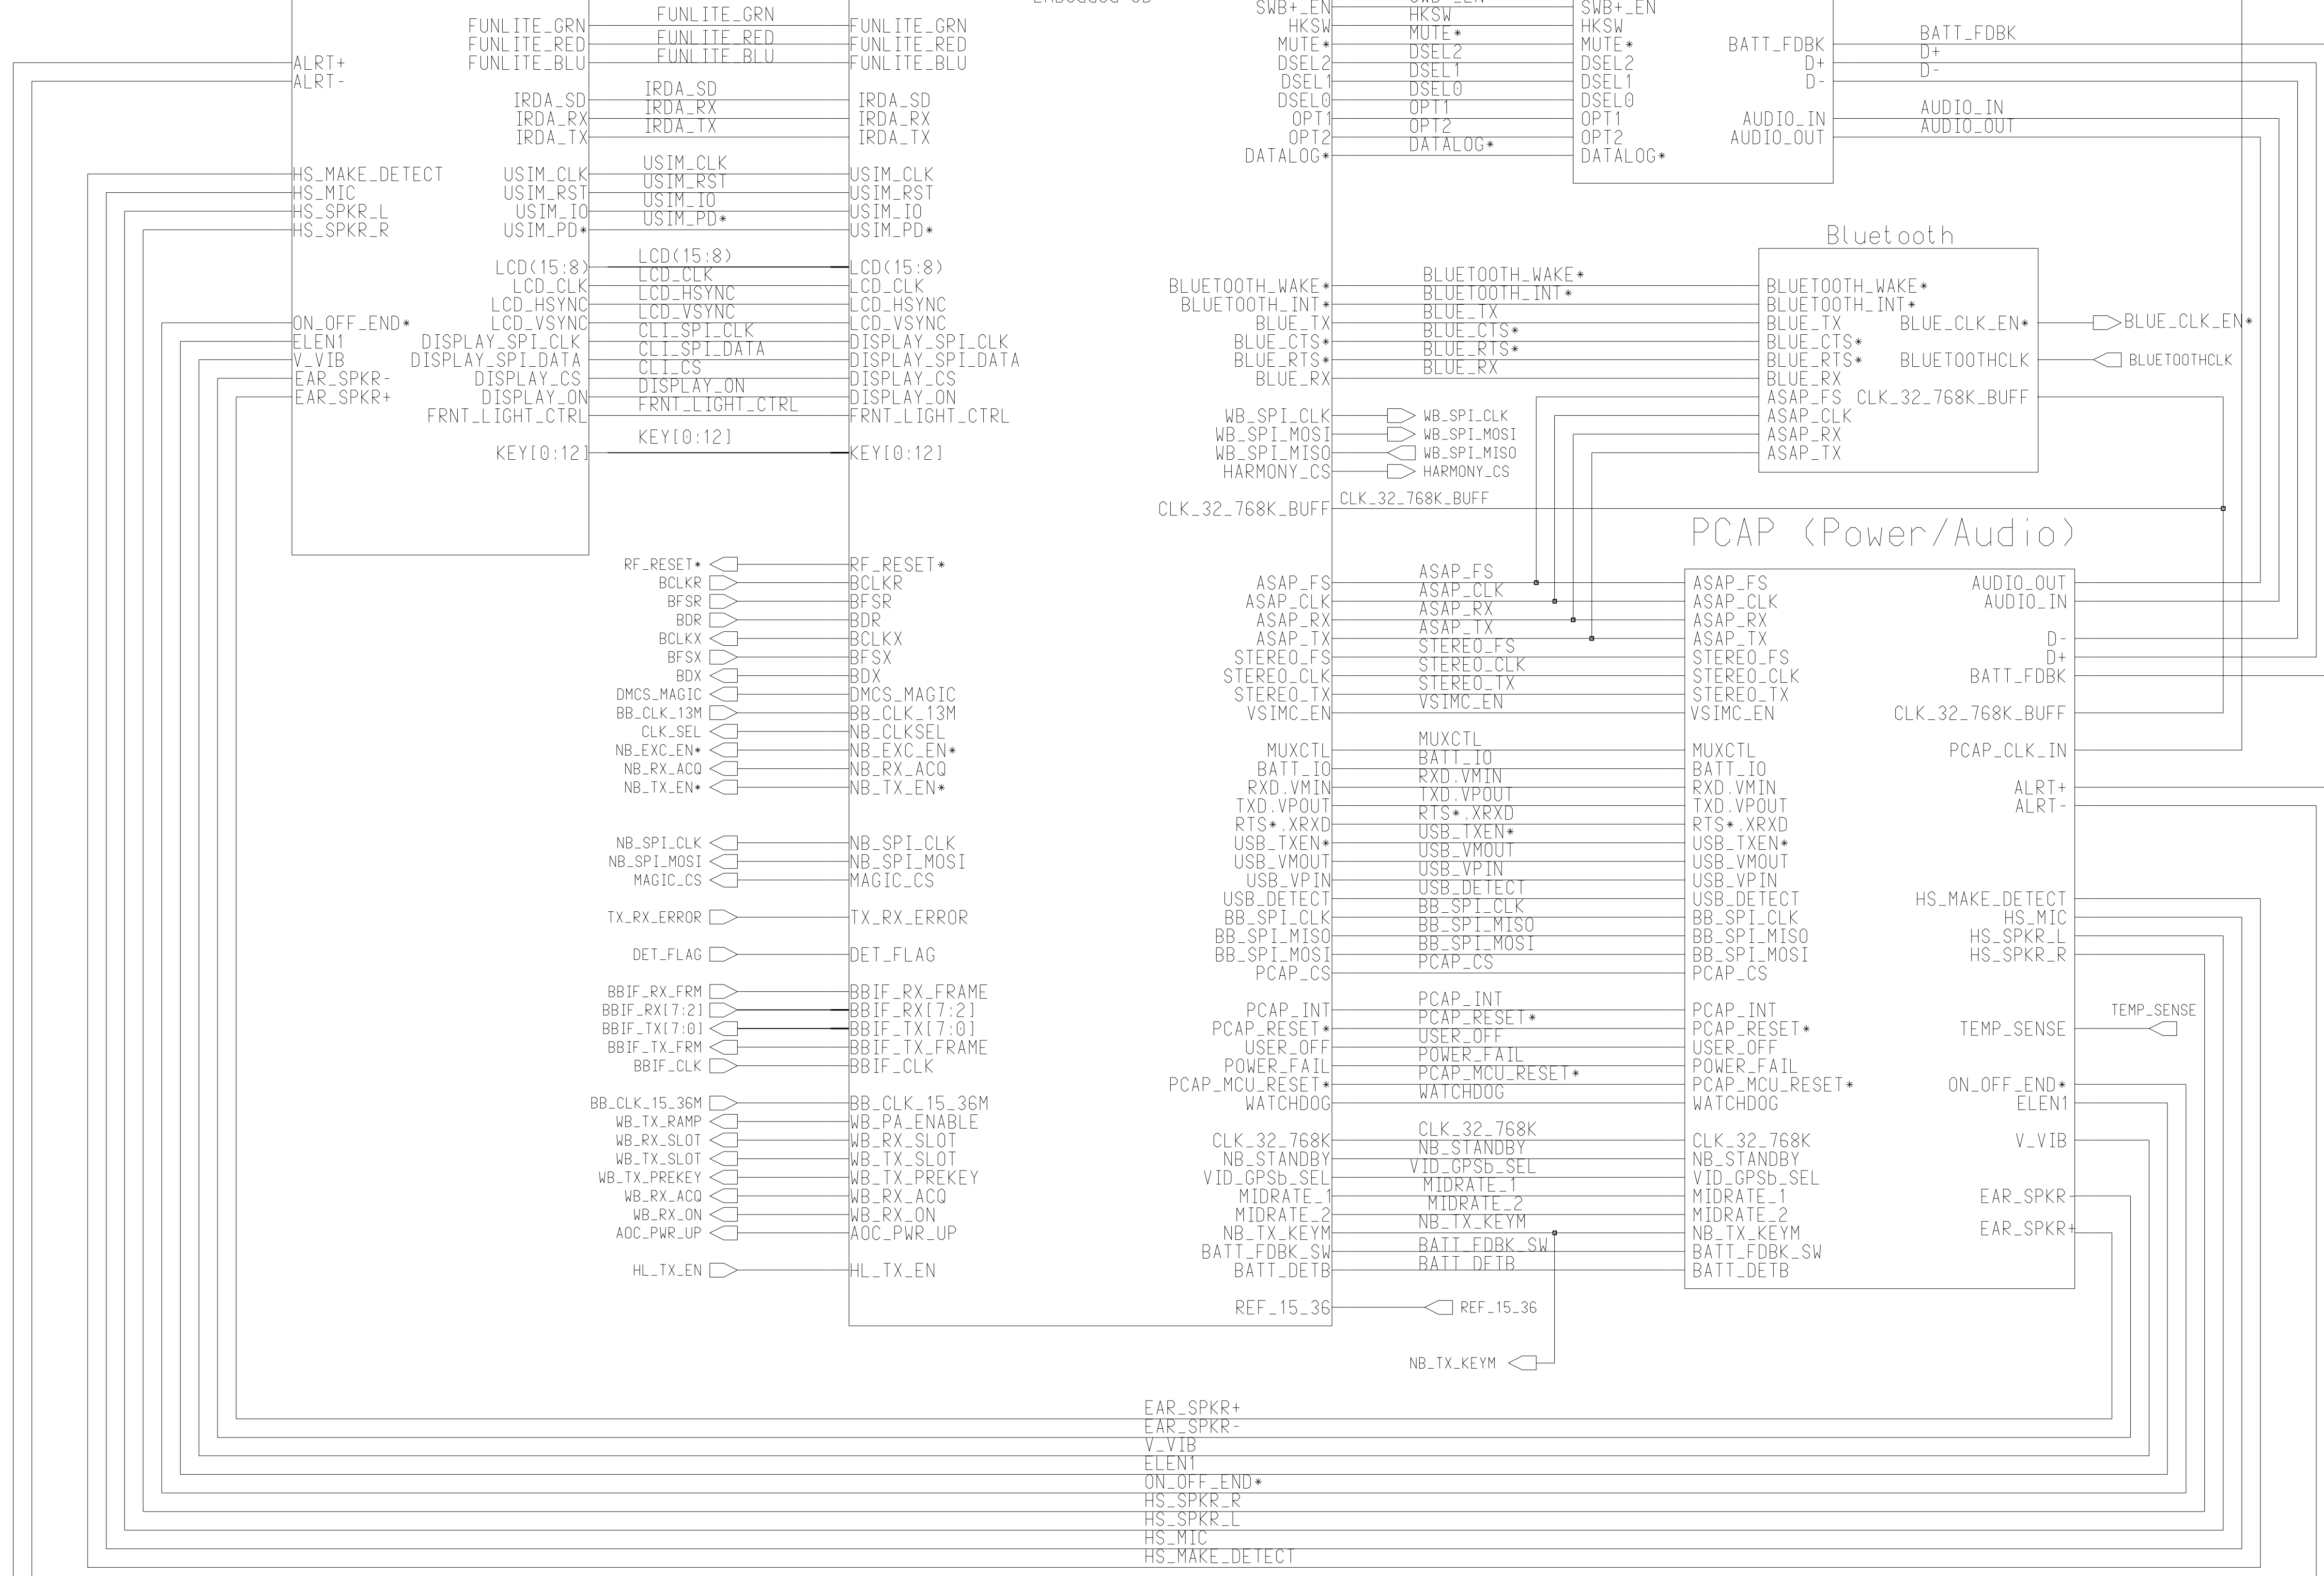 FUNLITE_GRN
FUNLITE_RED
FUNLITE_BLU
ALRT+
ALRT-
IRDA_SD
IRDA_RX
IRDA_TX
HS_MAKE_DETECT
HS_MIC
HS_SPKR_L
HS_SPKR_R
USIM_CLK
USIM_RST
USIM_IO
USIM_PD*
LCD(15:8)
LCD_CLK
LCD_HSYNC
LCD_VSYNC
ON_OFF_END*
ELEN1
V_VIB
EAR_SPKR-
EAR_SPKR+
DISPLAY_SPI_CLK
DISPLAY_SPI_DATA
DISPLAY_CS
DISPLAY_ON
FRNT_LIGHT_CTRL
KEY[0:12]
FUNLITE_GRN
FUNLITE_RED
FUNLITE_BLU
IRDA_SD
IRDA_RX
IRDA_TX
USIM_CLK
USIM_RST
USIM_IO
USIM_PD*
LCD(15:8)
LCD_CLK
LCD_HSYNC
LCD_VSYNC
CLI_SPI_CLK
CLI_SPI_DATA
CLI_CS
DISPLAY_ON
FRNT_LIGHT_CTRL
KEY[0:12]
FUNLITE_GRN
FUNLITE_RED
FUNLITE_BLU
IRDA_SD
IRDA_RX
IRDA_TX
USIM_CLK
USIM_RST
USIM_IO
USIM_PD*
LCD(15:8)
LCD_CLK
LCD_HSYNC
LCD_VSYNC
DISPLAY_SPI_CLK
DISPLAY_SPI_DATA
DISPLAY_CS
DISPLAY_ON
FRNT_LIGHT_CTRL
KEY[0:12]
RF_RESET*
BCLKR
BFSR
BDR
BCLKX
BFSX
BDX
DMCS_MAGIC
BB_CLK_13M
CLK_SEL
NB_EXC_EN*
NB_RX_ACQ
NB_TX_EN*
NB_SPI_CLK
NB_SPI_MOSI
MAGIC_CS
TX_RX_ERROR
DET_FLAG
BBIF_RX_FRM
BBIF_RX[7:2]
BBIF_TX[7:0]
BBIF_TX_FRM
BBIF_CLK
BB_CLK_15_36M
WB_TX_RAMP
WB_RX_SLOT
WB_TX_SLOT
WB_TX_PREKEY
WB_RX_ACQ
WB_RX_ON
AOC_PWR_UP
HL_TX_EN
RF_RESET*
BCLKR
BFSR
BDR
BCLKX
BFSX
BDX
DMCS_MAGIC
BB_CLK_13M
NB_CLKSEL
NB_EXC_EN*
NB_RX_ACQ
NB_TX_EN*
NB_SPI_CLK
NB_SPI_MOSI
MAGIC_CS
TX_RX_ERROR
DET_FLAG
BBIF_RX_FRAME
BBIF_RX[7:2]
BBIF_TX[7:0]
BBIF_TX_FRAME
BBIF_CLK
BB_CLK_15_36M
WB_PA_ENABLE
WB_RX_SLOT
WB_TX_SLOT
WB_TX_PREKEY
WB_RX_ACQ
WB_RX_ON
AOC_PWR_UP
HL_TX_EN
SWB+_EN
HKSW
MUTE*
DSEL2
DSEL1
DSEL0
OPT1
OPT2
DATALOG*
HKSW
MUTE*
DSEL2
DSEL1
DSEL0
OPT1
OPT2
DATALOG*
SWB+_EN
HKSW
MUTE*
DSEL2
DSEL1
DSEL0
OPT1
OPT2
DATALOG*
BATT_FDBK
D+
D-
AUDIO_IN
AUDIO_OUT
BATT_FDBK
D+
D-
AUDIO_IN
AUDIO_OUT
Bluetooth
BLUETOOTH_WAKE*
BLUETOOTH_INT*
BLUE_TX
BLUE_CTS*
BLUE_RTS*
BLUE_RX
BLUETOOTH_WAKE*
BLUETOOTH_INT*
BLUE_TX
BLUE_CTS*
BLUE_RTS*
BLUE_RX
BLUETOOTH_WAKE*
BLUETOOTH_INT*
BLUE_TX
BLUE_CTS*
BLUE_RTS*
BLUE_RX
ASAP_FS
ASAP_CLK
ASAP_RX
ASAP_TX
BLUE_CLK_EN*
BLUETOOTHCLK
CLK_32_768K_BUFF
BLUE_CLK_EN*
BLUETOOTHCLK
WB_SPI_CLK
WB_SPI_MOSI
WB_SPI_MISO
HARMONY_CS
WB_SPI_CLK
WB_SPI_MOSI
WB_SPI_MISO
HARMONY_CS
CLK_32_768K_BUFF
CLK_32_768K_BUFF
PCAP (Power/Audio)
ASAP_FS
ASAP_CLK
ASAP_RX
ASAP_TX
STEREO_FS
STEREO_CLK
STEREO_TX
VSIMC_EN
MUXCTL
BATT_IO
RXD.VMIN
TXD.VPOUT
RTS*.XRXD
USB_TXEN*
USB_VMOUT
USB_VPIN
USB_DETECT
BB_SPI_CLK
BB_SPI_MISO
BB_SPI_MOSI
PCAP_CS
PCAP_INT
PCAP_RESET*
USER_OFF
POWER_FAIL
PCAP_MCU_RESET*
WATCHDOG
CLK_32_768K
NB_STANDBY
VID_GPSb_SEL
MIDRATE_1
MIDRATE_2
NB_TX_KEYM
BATT_FDBK_SW
BATT_DETB
REF_15_36
ASAP_FS
ASAP_CLK
ASAP_RX
ASAP_TX
STEREO_FS
STEREO_CLK
STEREO_TX
VSIMC_EN
MUXCTL
BATT_IO
RXD.VMIN
TXD.VPOUT
RTS*.XRXD
USB_TXEN*
USB_VMOUT
USB_VPIN
USB_DETECT
BB_SPI_CLK
BB_SPI_MISO
BB_SPI_MOSI
PCAP_CS
PCAP_INT
PCAP_RESET*
USER_OFF
POWER_FAIL
PCAP_MCU_RESET*
WATCHDOG
CLK_32_768K
NB_STANDBY
VID_GPSb_SEL
MIDRATE_1
MIDRATE_2
NB_TX_KEYM
BATT_FDBK_SW
BATT_DETB
REF_15_36
NB_TX_KEYM
ASAP_FS
ASAP_CLK
ASAP_RX
ASAP_TX
STEREO_FS
STEREO_CLK
STEREO_TX
VSIMC_EN
MUXCTL
BATT_IO
RXD.VMIN
TXD.VPOUT
RTS*.XRXD
USB_TXEN*
USB_VMOUT
USB_VPIN
USB_DETECT
BB_SPI_CLK
BB_SPI_MISO
BB_SPI_MOSI
PCAP_CS
PCAP_INT
PCAP_RESET*
USER_OFF
POWER_FAIL
PCAP_MCU_RESET*
WATCHDOG
CLK_32_768K
NB_STANDBY
VID_GPSb_SEL
MIDRATE_1
MIDRATE_2
NB_TX_KEYM
BATT_FDBK_SW
BATT_DETB
AUDIO_OUT
AUDIO_IN
D-
D+
BATT_FDBK
CLK_32_768K_BUFF
PCAP_CLK_IN
ALRT+
ALRT-
HS_MAKE_DETECT
HS_MIC
HS_SPKR_L
HS_SPKR_R
TEMP_SENSE
TEMP_SENSE
ON_OFF_END*
ELEN1
V_VIB
EAR_SPKR-
EAR_SPKR+
EAR_SPKR+
EAR_SPKR-
V_VIB
ELEN1
ON_OFF_END*
HS_SPKR_R
HS_SPKR_L
HS_MIC
HS_MAKE_DETECT